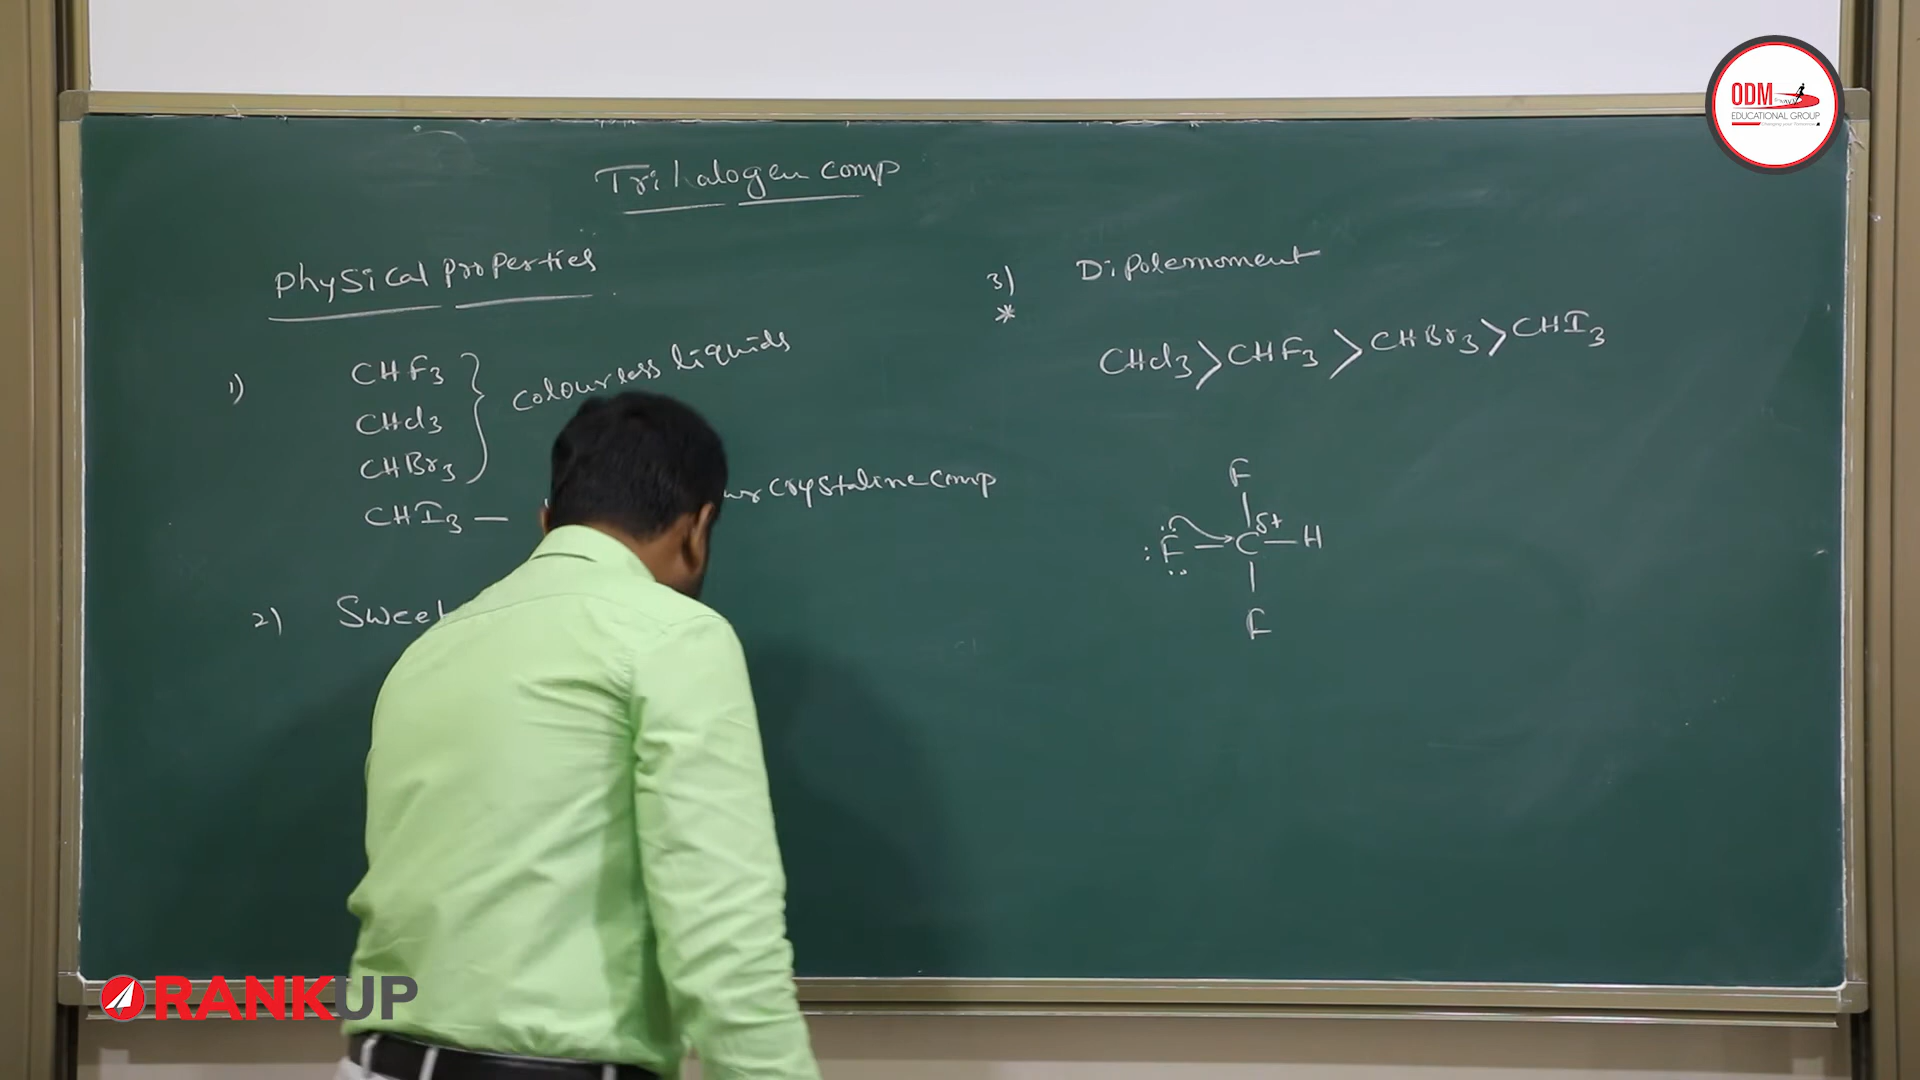 Trihalogen comp
Physical properties
1) CHF3
CHCl3
CHBr3
} colourless liquids
CHI3 — crystaline comp
2) Sweet
3) Dipolemoment
*
CHCl3 > CHF3 > CHBr3 > CHI3
F
δ+
:F — C — H
F
ODM
EDUCATIONAL GROUP
RANKUP